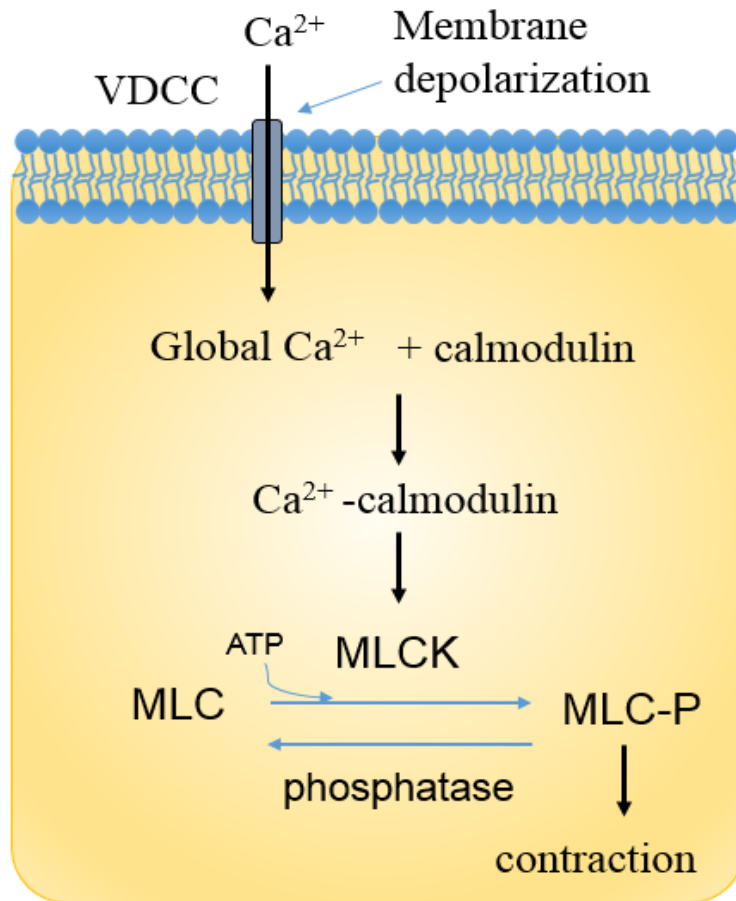 Ca²⁺
Membrane
depolarization
VDCC
Global Ca²⁺ + calmodulin
Ca²⁺ -calmodulin
ATP
MLCK
MLC
MLC-P
phosphatase
contraction